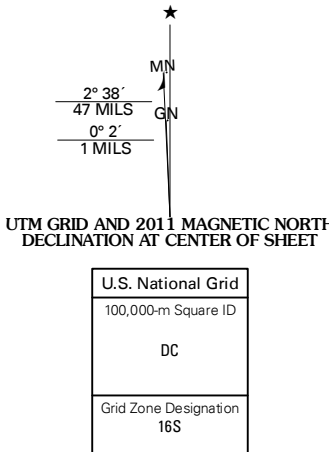 ★
MN
2° 38´
47 MILS
GN
0° 2´
1 MILS
UTM GRID AND 2011 MAGNETIC NORTH
DECLINATION AT CENTER OF SHEET
U.S. National Grid
100,000-m Square ID
DC
Grid Zone Designation
16S